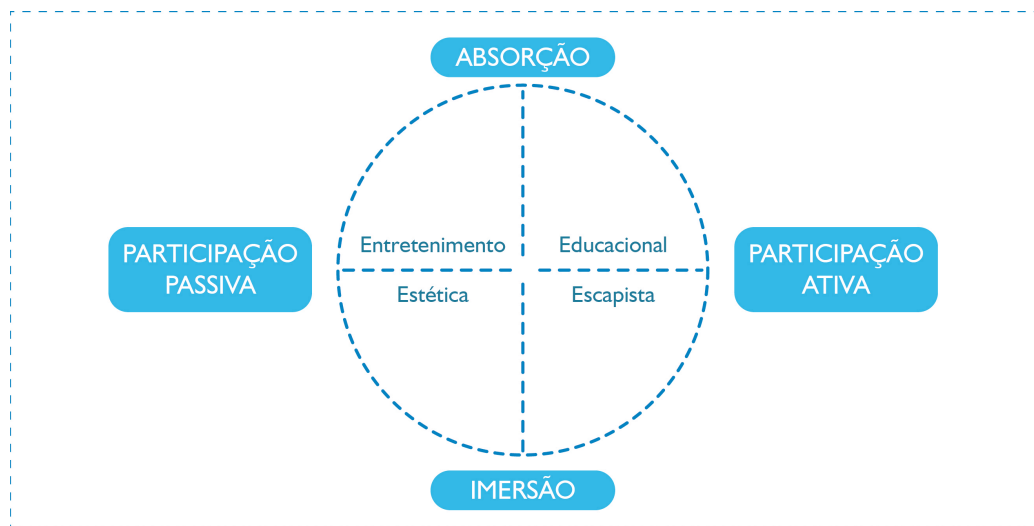 ABSORÇÃO
PARTICIPAÇÃO
PASSIVA
Entretenimento
Educacional
Estética
Escapista
PARTICIPAÇÃO
ATIVA
IMERSÃO